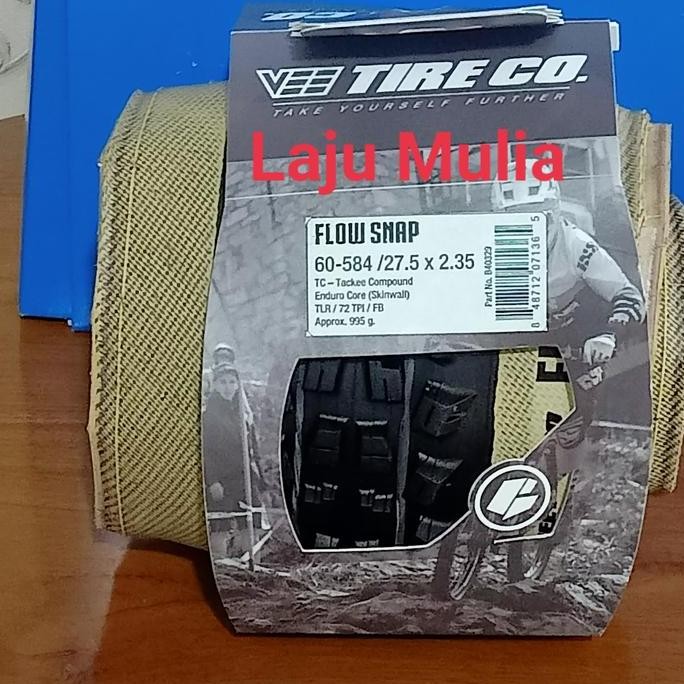 VEE TIRE CO.
TAKE YOURSELF FURTHER
Laju Mulia
FLOW SNAP
60-584 /27.5 x 2.35
TC – Tackee Compound
Enduro Core (Skinwall)
TLR / 72 TPI / FB
Approx. 995 g.
Part No. B40329
8 48712 07136 5